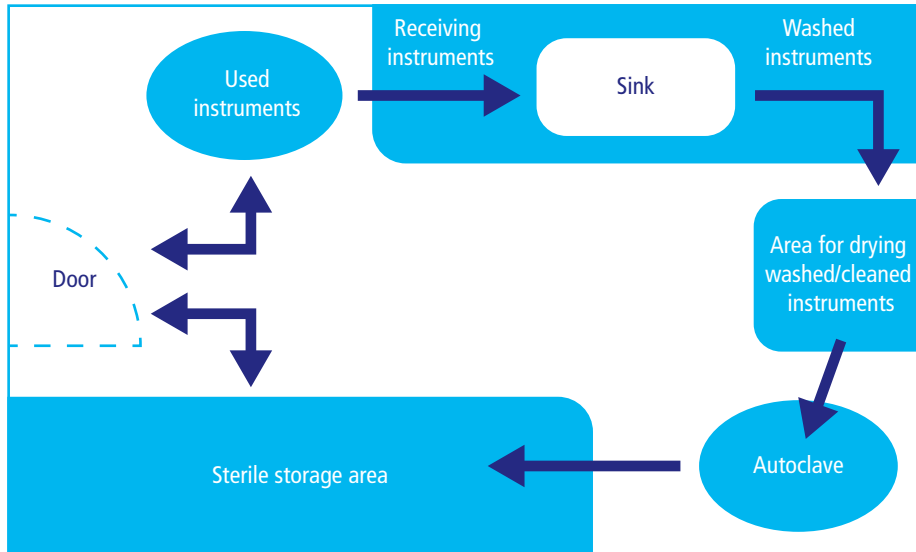 Receiving
instruments
Washed
instruments
Used
instruments
Sink
Door
Area for drying
washed/cleaned
instruments
Sterile storage area
Autoclave